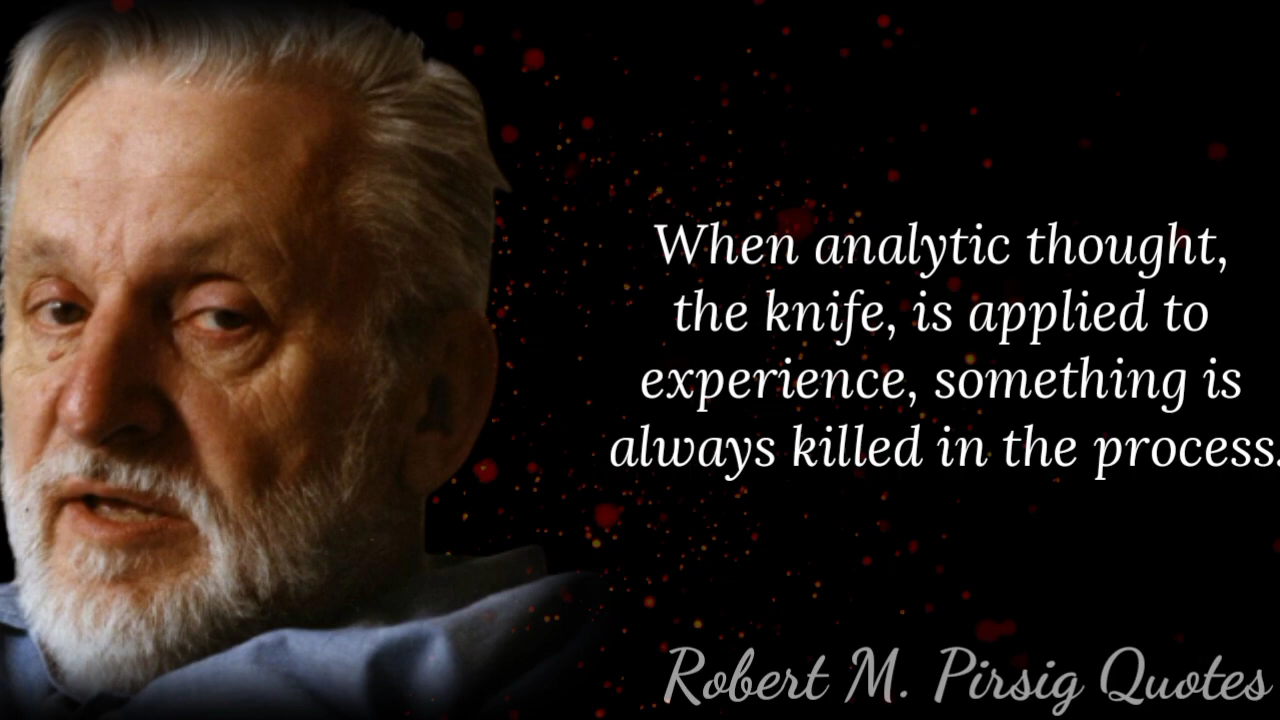 When analytic thought,
the knife, is applied to
experience, something is
always killed in the process.
Robert M. Pirsig Quotes